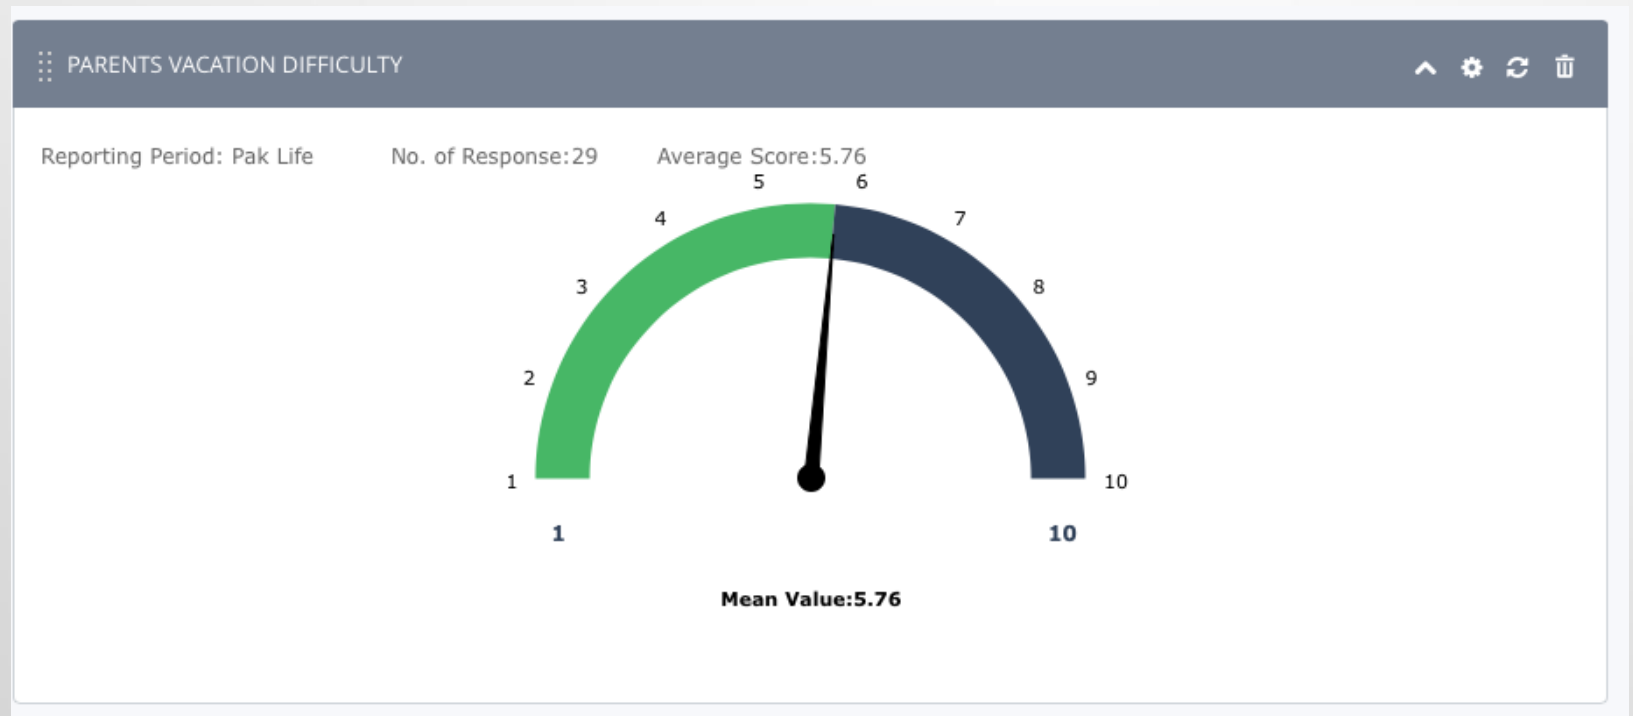 PARENTS VACATION DIFFICULTY
Reporting Period: Pak Life No. of Response:29 Average Score:5.76
5 6
4 7
3 8
2 9
1 10
1 10
Mean Value:5.76